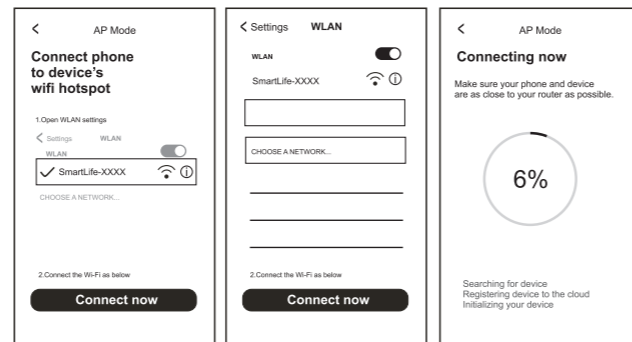 AP Mode
Connect phone
to device's
wifi hotspot
1.Open WLAN settings
Settings WLAN
WLAN
SmartLife-XXXX
CHOOSE A NETWORK...
2.Connect the Wi-Fi as below
Connect now
Settings WLAN
WLAN
SmartLife-XXXX
CHOOSE A NETWORK...
2.Connect the Wi-Fi as below
Connect now
AP Mode
Connecting now
Make sure your phone and device
are as close to your router as possible.
6%
Searching for device
Registering device to the cloud
Initializing your device